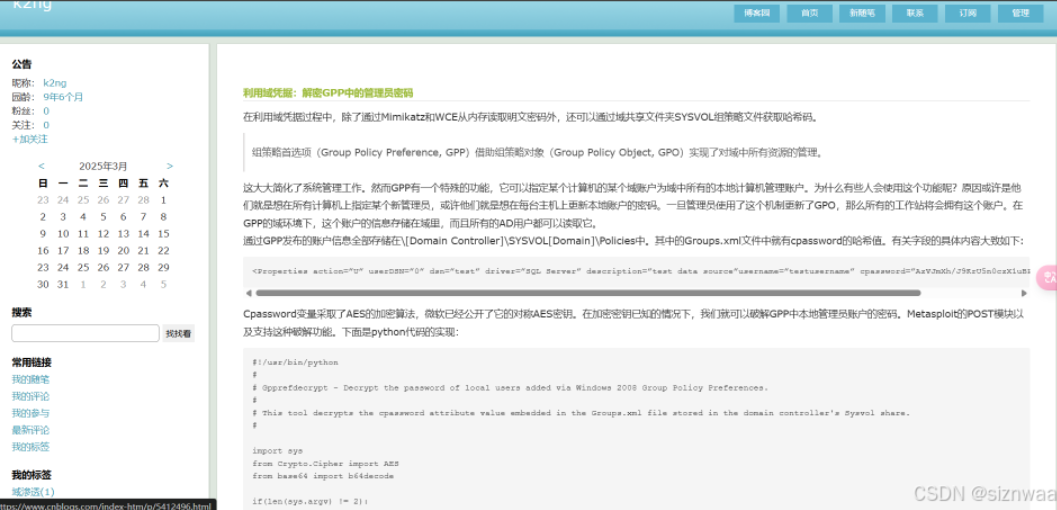 k2ng
博客园 首页 新随笔 联系 订阅 管理
公告
昵称： k2ng
园龄： 9年6个月
粉丝： 0
关注： 0
+加关注
< 2025年3月 >
日 一 二 三 四 五 六
23 24 25 26 27 28 1
2 3 4 5 6 7 8
9 10 11 12 13 14 15
16 17 18 19 20 21 22
23 24 25 26 27 28 29
30 31 1 2 3 4 5
搜索
找找看
常用链接
我的随笔
我的评论
我的参与
最新评论
我的标签
我的标签
域渗透(1)
https://www.cnblogs.com/index-htm/p/5412496.html
利用域凭据：解密GPP中的管理员密码
在利用域凭据过程中，除了通过Mimikatz和WCE从内存读取明文密码外，还可以通过域共享文件夹SYSVOL组策略文件获取哈希码。
组策略首选项（Group Policy Preference, GPP）借助组策略对象（Group Policy Object, GPO）实现了对域中所有资源的管理。
这大大简化了系统管理工作。然而GPP有一个特殊的功能，它可以指定某个计算机的某个域账户为域中所有的本地计算机管理账户。为什么有些人会使用这个功能呢？原因或许是他
们就是想在所有计算机上指定某个新管理员，或许他们就是想在每台主机上更新本地账户的密码。一旦管理员使用了这个机制更新了GPO，那么所有的工作站将会拥有这个账户。在
GPP的域环境下，这个账户的信息存储在域里，而且所有的AD用户都可以读取它。
通过GPP发布的账户信息全部存储在\[Domain Controller]\SYSVOL[Domain]\Policies中。其中的Groups.xml文件中就有cpassword的哈希值。有关字段的具体内容大致如下：
<Properties action="U" userDSN="0" dsn="test" driver="SQL Server" description="test data source"username="testusername"
Cpassword变量采取了AES的加密算法，微软已经公开了它的对称AES密钥。在加密密钥已知的情况下，我们就可以破解GPP中本地管理员账户的密码。Metasploit的POST模块以
及支持这种破解功能。下面是python代码的实现：
#!/usr/bin/python
#
# Gpprefdecrypt - Decrypt the password of local users added via Windows 2008 Group Policy Preferences.
#
# This tool decrypts the cpassword attribute value embedded in the Groups.xml file stored in the domain controller's Sysvol share.
#
import sys
from Crypto.Cipher import AES
from base64 import b64decode
if(len(sys.argv) != 2):
CSDN @siznwaa